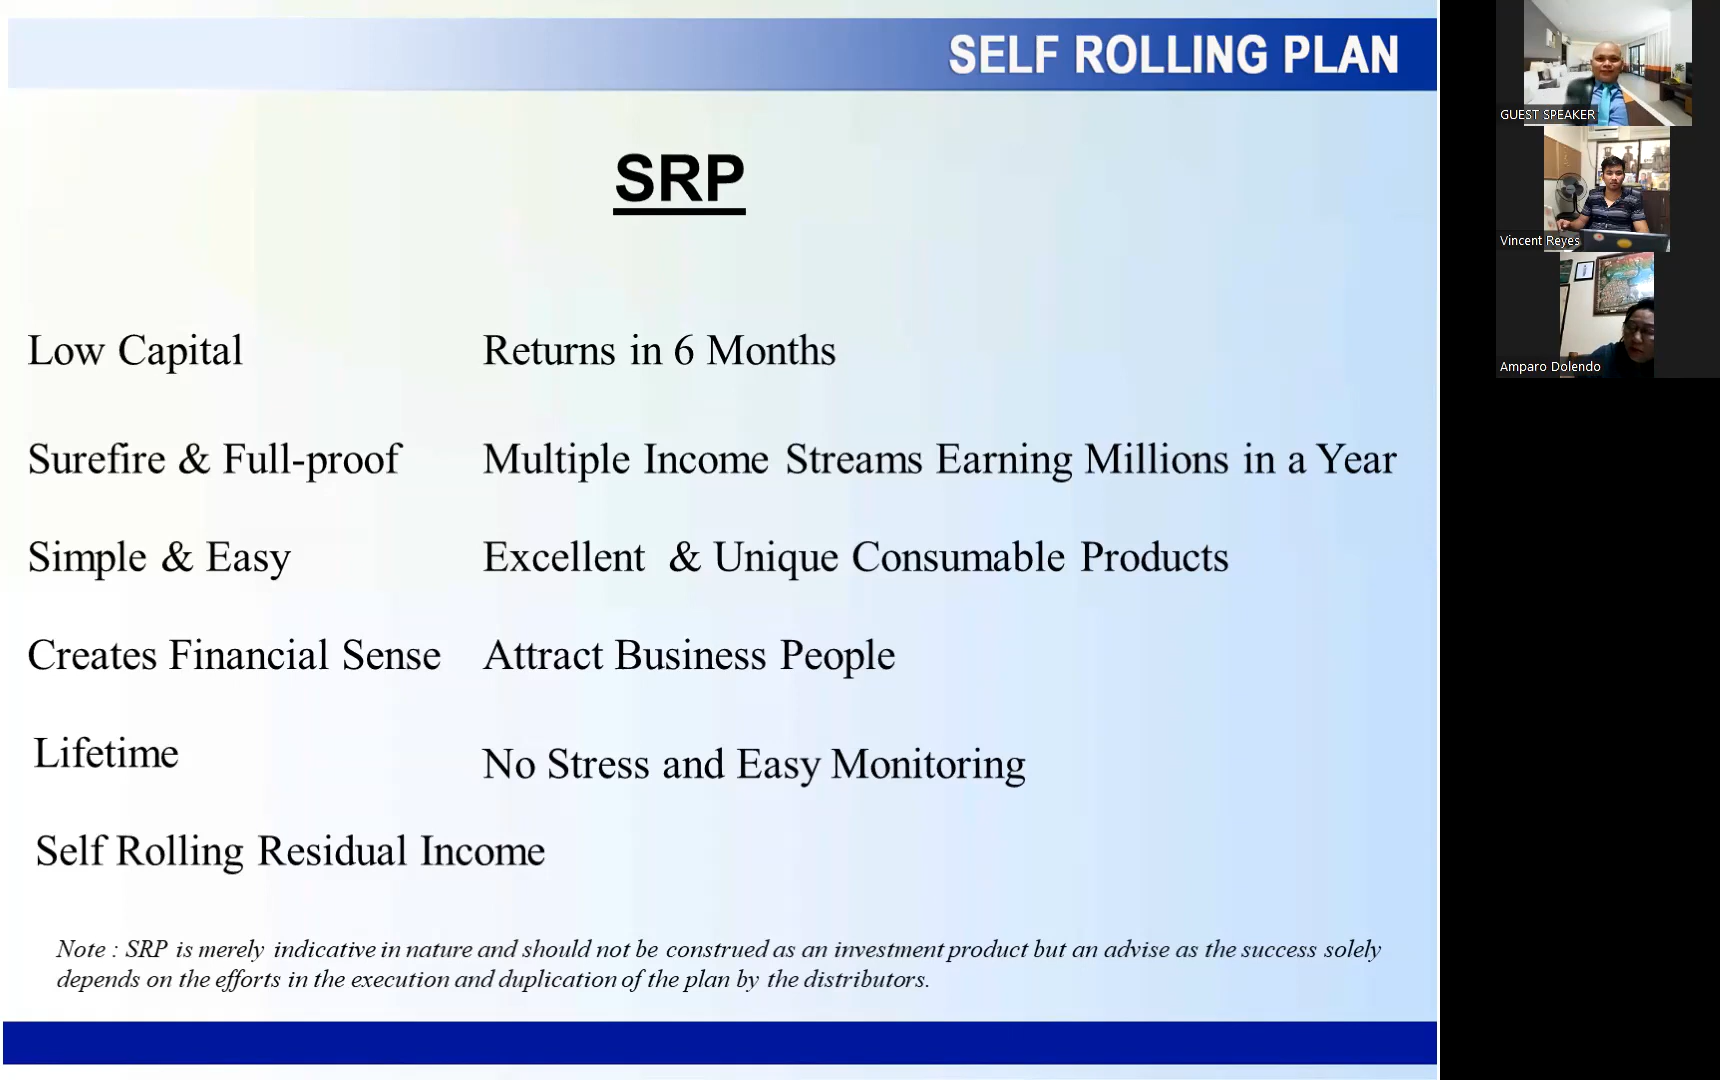 SELF ROLLING PLAN
SRP
Low Capital
Returns in 6 Months
Surefire & Full-proof
Multiple Income Streams Earning Millions in a Year
Simple & Easy
Excellent & Unique Consumable Products
Creates Financial Sense
Attract Business People
Lifetime
No Stress and Easy Monitoring
Self Rolling Residual Income
Note : SRP is merely indicative in nature and should not be construed as an investment product but an advise as the success solely
depends on the efforts in the execution and duplication of the plan by the distributors.
GUEST SPEAKER
Vincent Reyes
Amparo Dolendo